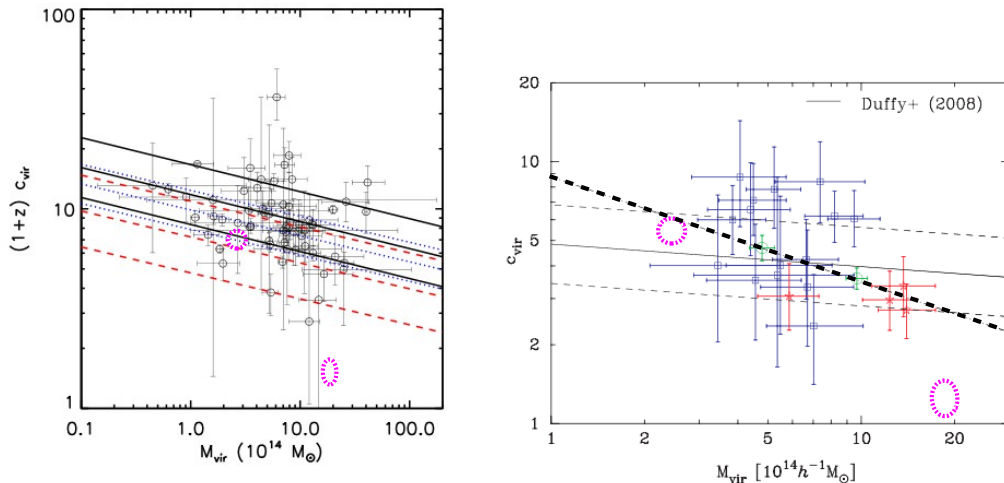 100
10
1
(1+z) c_vir
0.1 1.0 10.0 100.0
M_vir (10^14 M_⊙)
20
10
5
2
1
c_vir
Duffy+ (2008)
1 2 5 10 20
M_vir [10^14 h^-1 M_⊙]